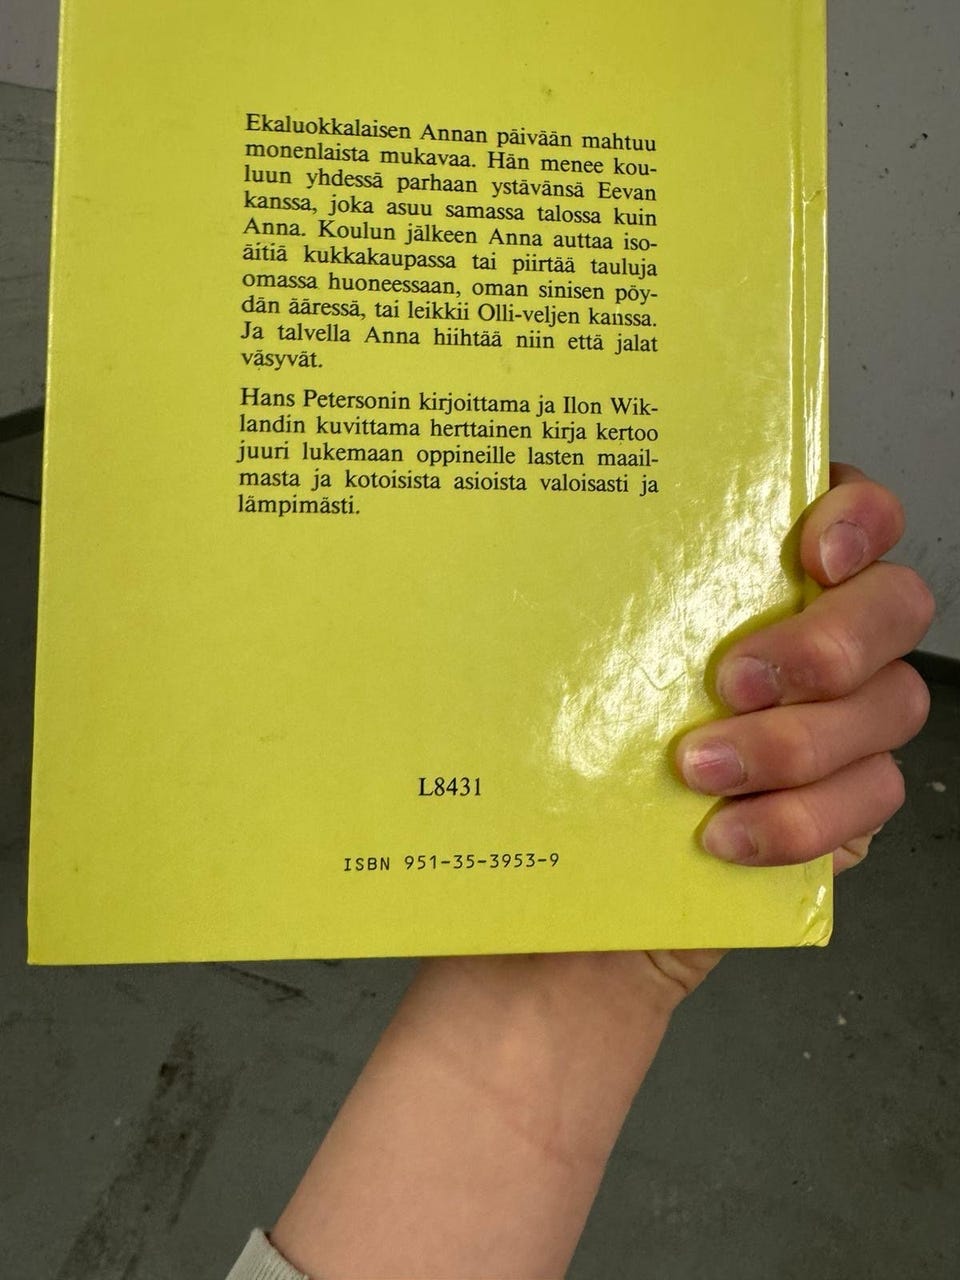 Ekaluokkalaisen Annan päivään mahtuu
monenlaista mukavaa. Hän menee kou-
luun yhdessä parhaan ystävänsä Eevan
kanssa, joka asuu samassa talossa kuin
Anna. Koulun jälkeen Anna auttaa iso-
äitiä kukkakaupassa tai piirtää tauluja
omassa huoneessaan, oman sinisen pöy-
dän ääressä, tai leikkii Olli-veljen kanssa.
Ja talvella Anna hiihtää niin että jalat
väsyvät.
Hans Petersonin kirjoittama ja Ilon Wik-
landin kuvittama herttainen kirja kertoo
juuri lukemaan oppineille lasten maail-
masta ja kotoisista asioista valoisasti ja
lämpimästi.
L8431
ISBN 951-35-3953-9